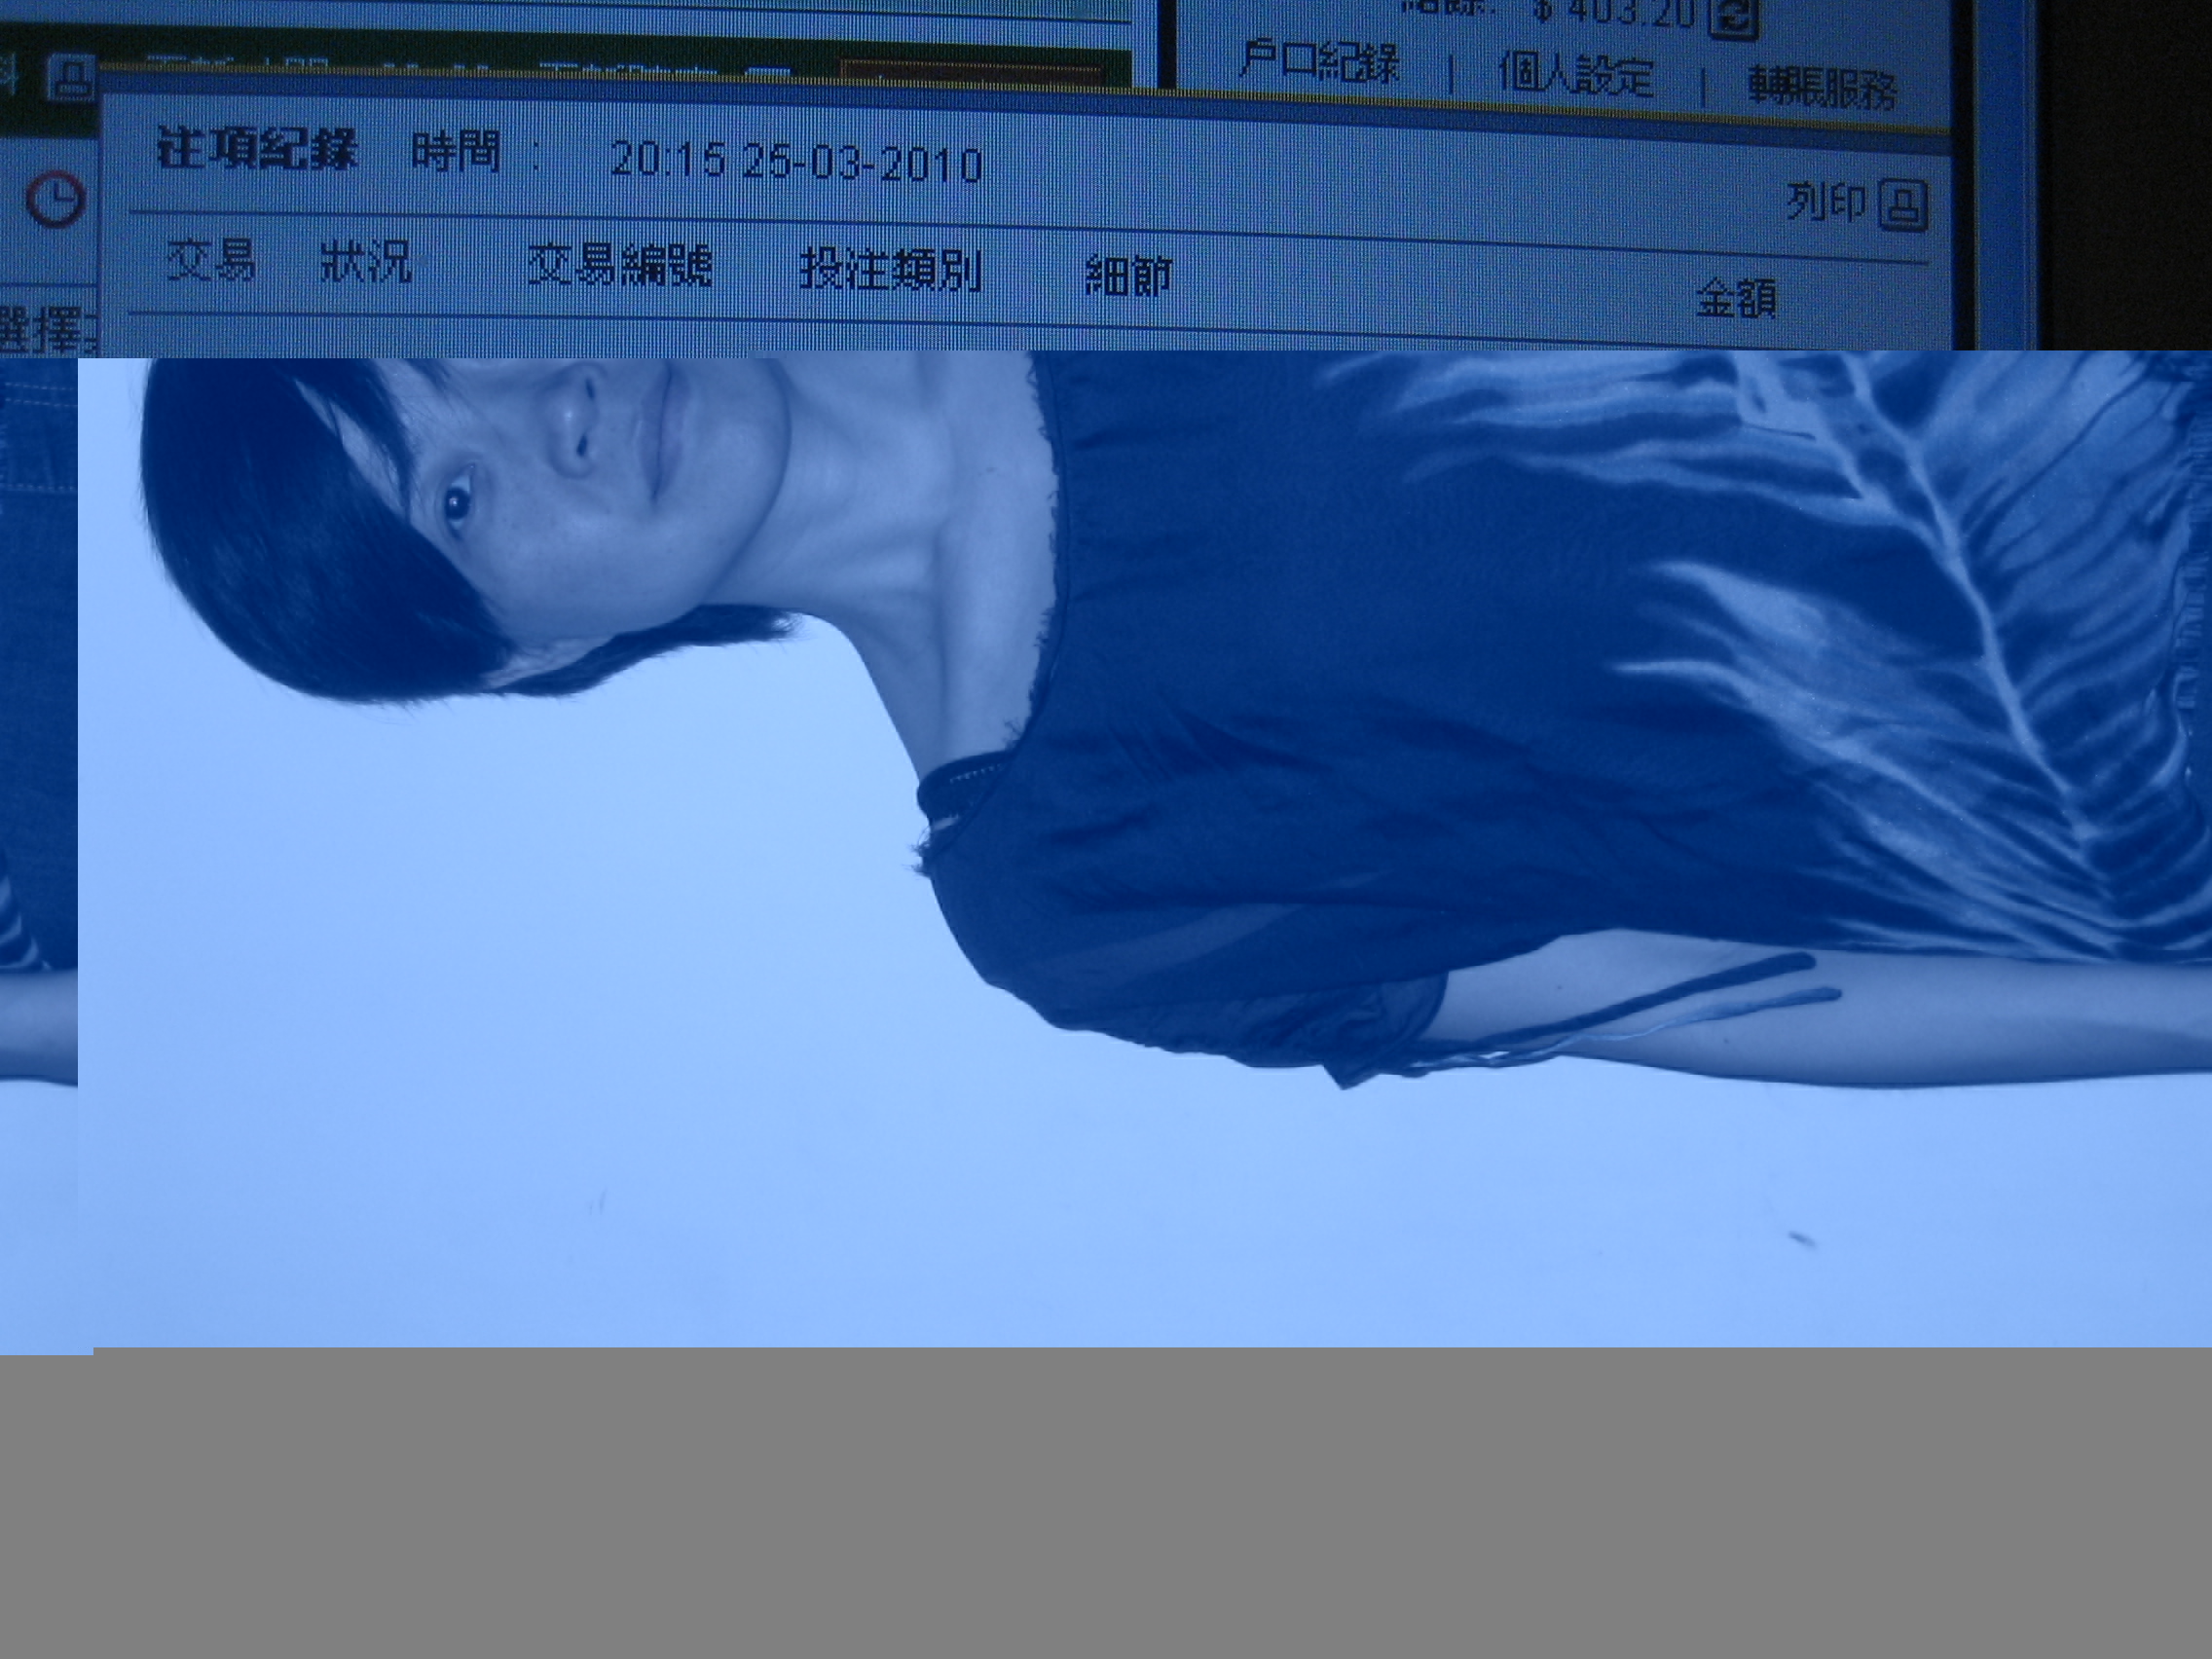 $ 403.20
戶口紀錄 | 個人設定 | 轉賬服務
注項紀錄 時間 : 20:15 25-03-2010
列印
交易 狀況 交易編號 投注類別 細節 金額
選擇